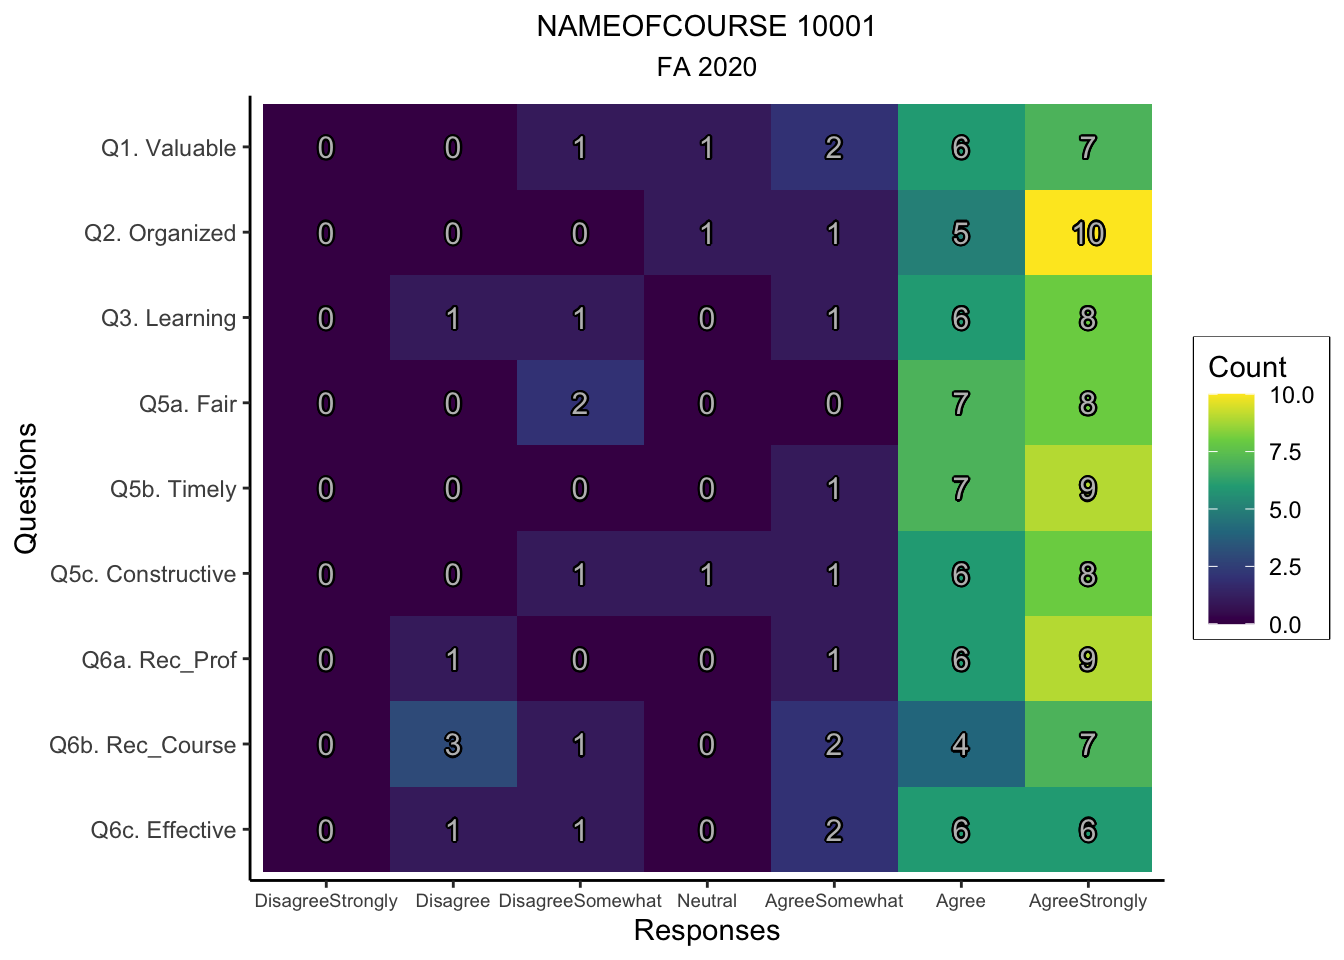 NAMEOFCOURSE 10001
FA 2020
Questions
Q1. Valuable 0 0 1 1 2 6 7
Q2. Organized 0 0 0 1 1 5 10
Q3. Learning 0 1 1 0 1 6 8
Q5a. Fair 0 0 2 0 0 7 8
Q5b. Timely 0 0 0 0 1 7 9
Q5c. Constructive 0 0 1 1 1 6 8
Q6a. Rec_Prof 0 1 0 0 1 6 9
Q6b. Rec_Course 0 3 1 0 2 4 7
Q6c. Effective 0 1 1 0 2 6 6
DisagreeStrongly Disagree DisagreeSomewhat Neutral AgreeSomewhat Agree AgreeStrongly
Responses
Count
10.0
7.5
5.0
2.5
0.0